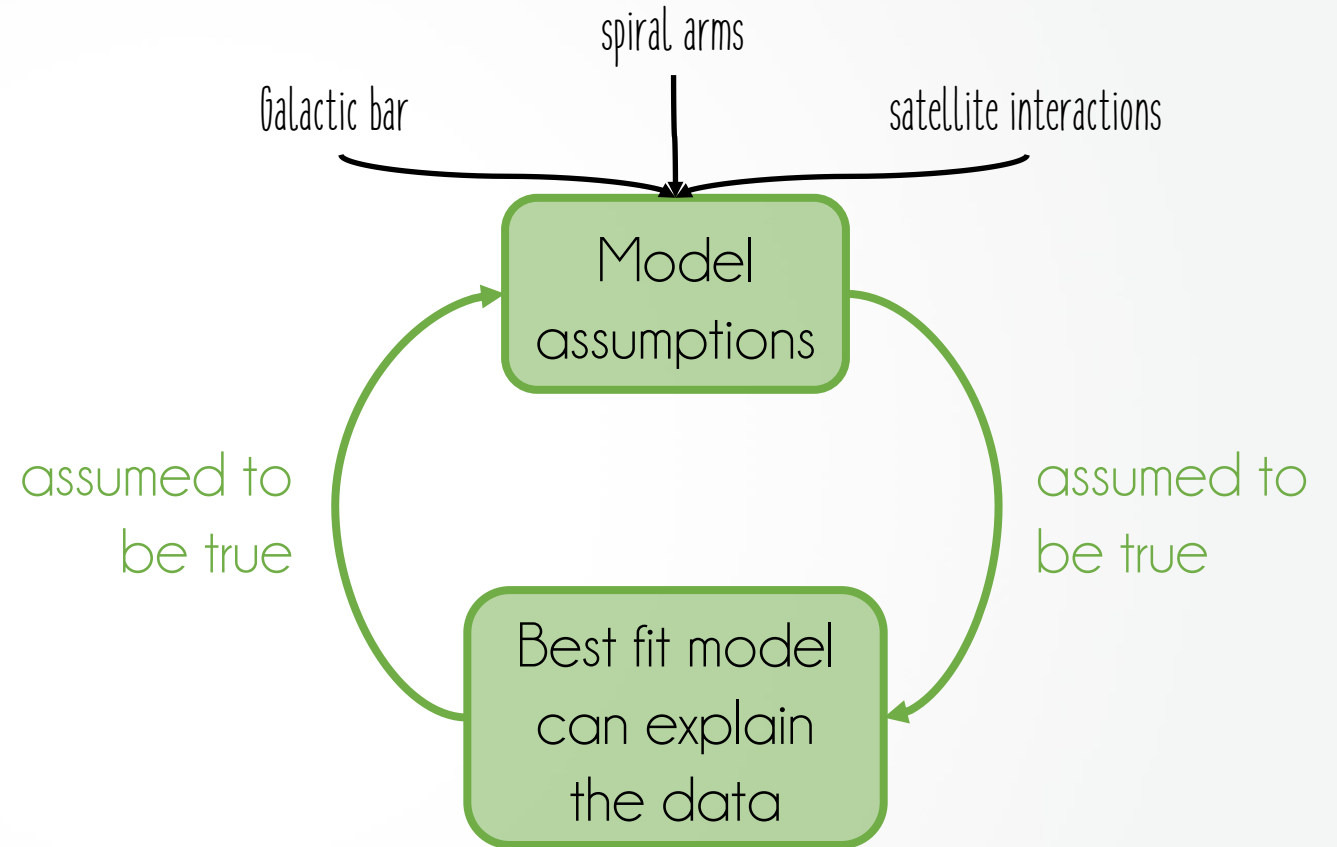 spiral arms
Galactic bar
satellite interactions
Model
assumptions
assumed to
be true
assumed to
be true
Best fit model
can explain
the data